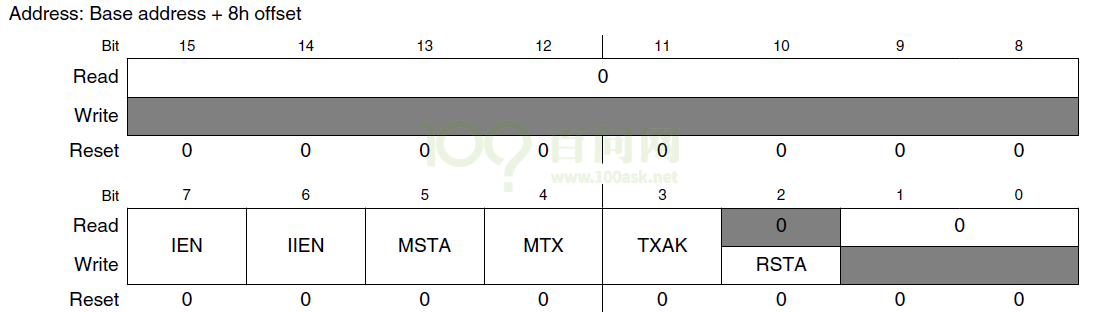 Address: Base address + 8h offset
Bit 15 14 13 12 11 10 9 8
Read 0
Write
Reset 0 0 0 0 0 0 0 0
100 百问网
www.100ask.net
Bit 7 6 5 4 3 2 1 0
Read IEN IIEN MSTA MTX TXAK 0 0
Write RSTA
Reset 0 0 0 0 0 0 0 0